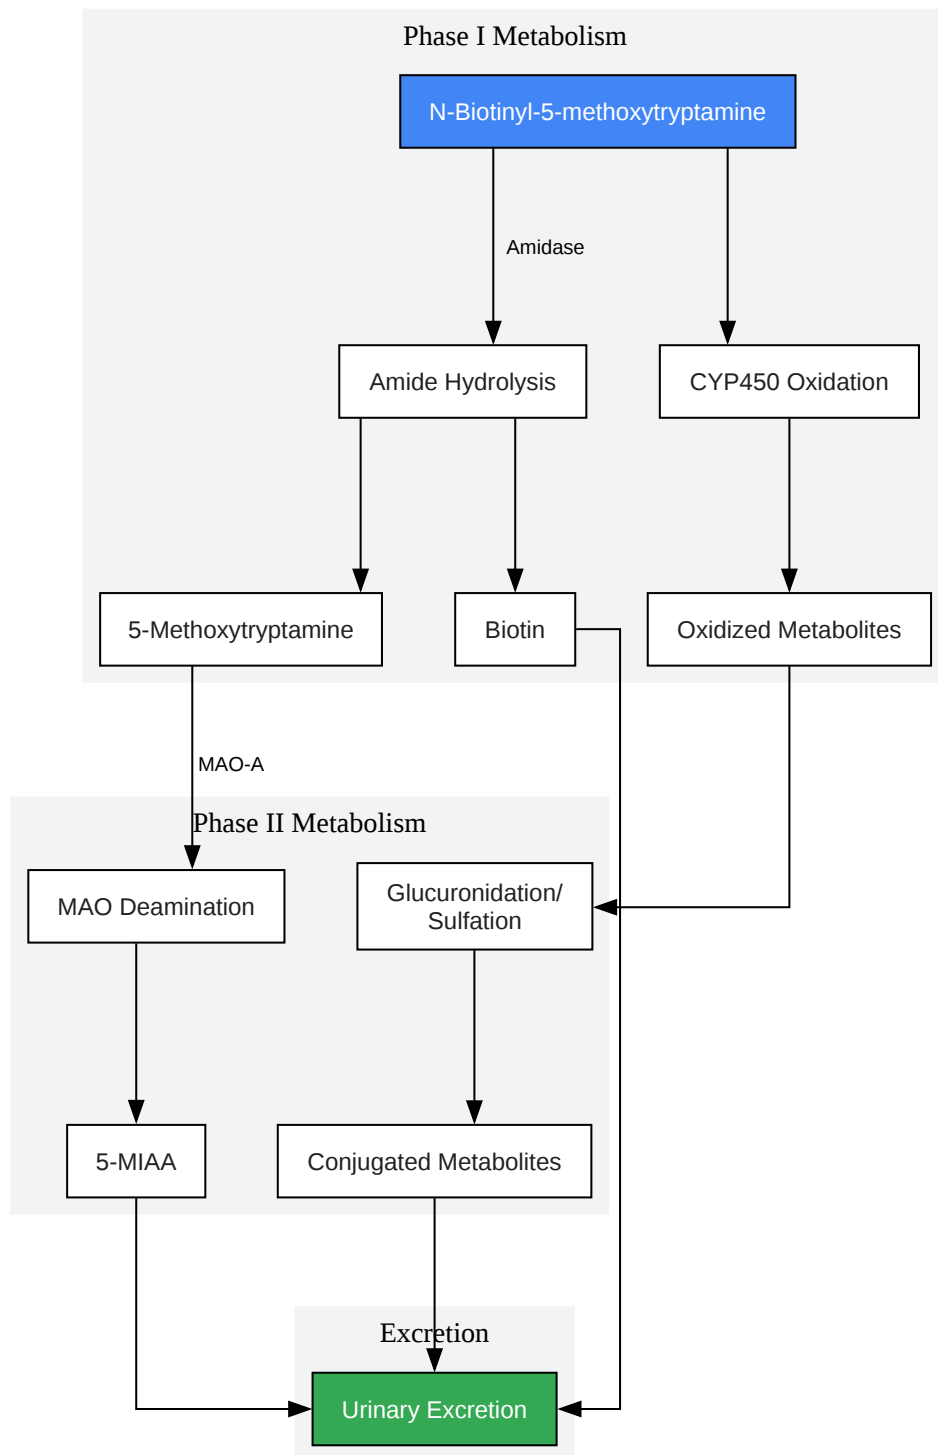 Phase I Metabolism
N-Biotinyl-5-methoxytryptamine
Amidase
Amide Hydrolysis
CYP450 Oxidation
5-Methoxytryptamine
Biotin
Oxidized Metabolites
MAO-A
Phase II Metabolism
MAO Deamination
Glucuronidation/
Sulfation
5-MIAA
Conjugated Metabolites
Excretion
Urinary Excretion